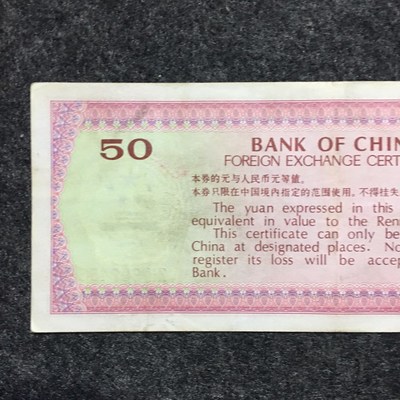 50
BANK OF CHIN
FOREIGN EXCHANGE CERT
本券的元与人民币元等值。
本券只限在中国境内指定的范围使用，不得挂失
The yuan expressed in this
equivalent in value to the Renm
This certificate can only be
China at designated places. No
register its loss will be accep
Bank.